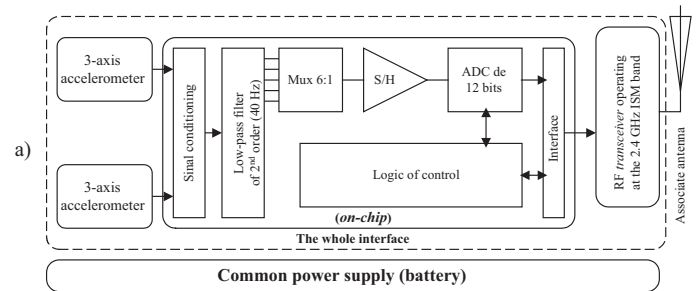 a)
3-axis
accelerometer
3-axis
accelerometer
Sinal conditioning
Low-pass filter
of 2nd order (40 Hz)
Mux 6:1
S/H
ADC de
12 bits
Logic of control
Interface
(on-chip)
The whole interface
RF transceiver operating
at the 2.4 GHz ISM band
Associate antenna
Common power supply (battery)